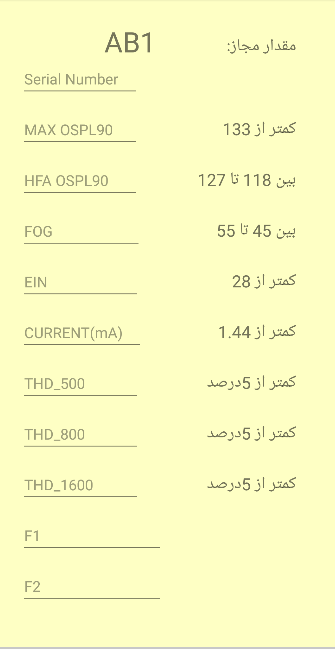 AB1 مقدار مجاز:
Serial Number
MAX OSPL90 کمتر از 133
HFA OSPL90 بین 118 تا 127
FOG بین 45 تا 55
EIN کمتر از 28
CURRENT(mA) کمتر از 1.44
THD_500 کمتر از 5درصد
THD_800 کمتر از 5درصد
THD_1600 کمتر از 5درصد
F1
F2